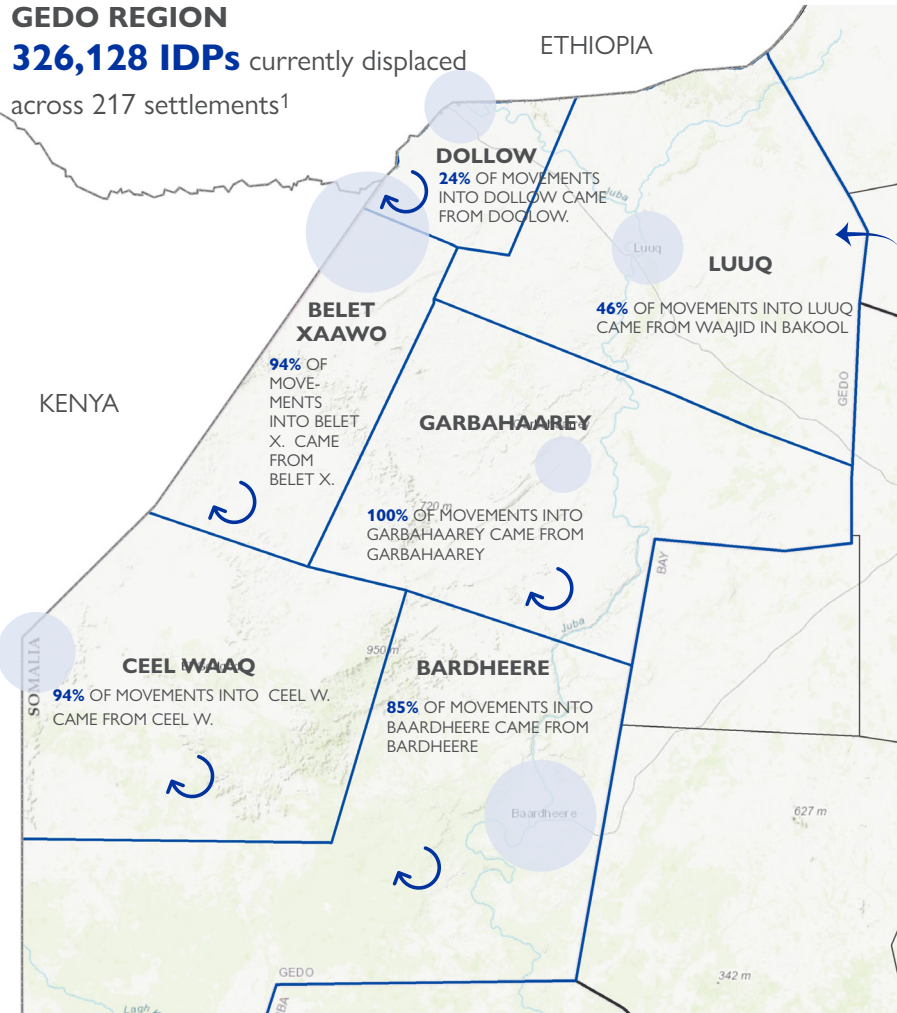 GEDO REGION
326,128 IDPs currently displaced
across 217 settlements¹
ETHIOPIA
DOLLOW
24% OF MOVEMENTS
INTO DOLLOW CAME
FROM DOOLOW.
Juba
Luuq
LUUQ
46% OF MOVEMENTS INTO LUUQ
CAME FROM WAAJID IN BAKOOL
BELET
XAAWO
94% OF
MOVE-
MENTS
INTO BELET
X. CAME
FROM
BELET X.
KENYA
GEDO
GARBAHAAREY
720 m
100% OF MOVEMENTS INTO
GARBAHAAREY CAME FROM
GARBAHAAREY
BAY
Juba
950 m
SOMALIA
CEEL WAAQ
94% OF MOVEMENTS INTO CEEL W.
CAME FROM CEEL W.
BARDHEERE
85% OF MOVEMENTS INTO
BAARDHEERE CAME FROM
BARDHEERE
Baardheere
627 m
GEDO
342 m
Lagh